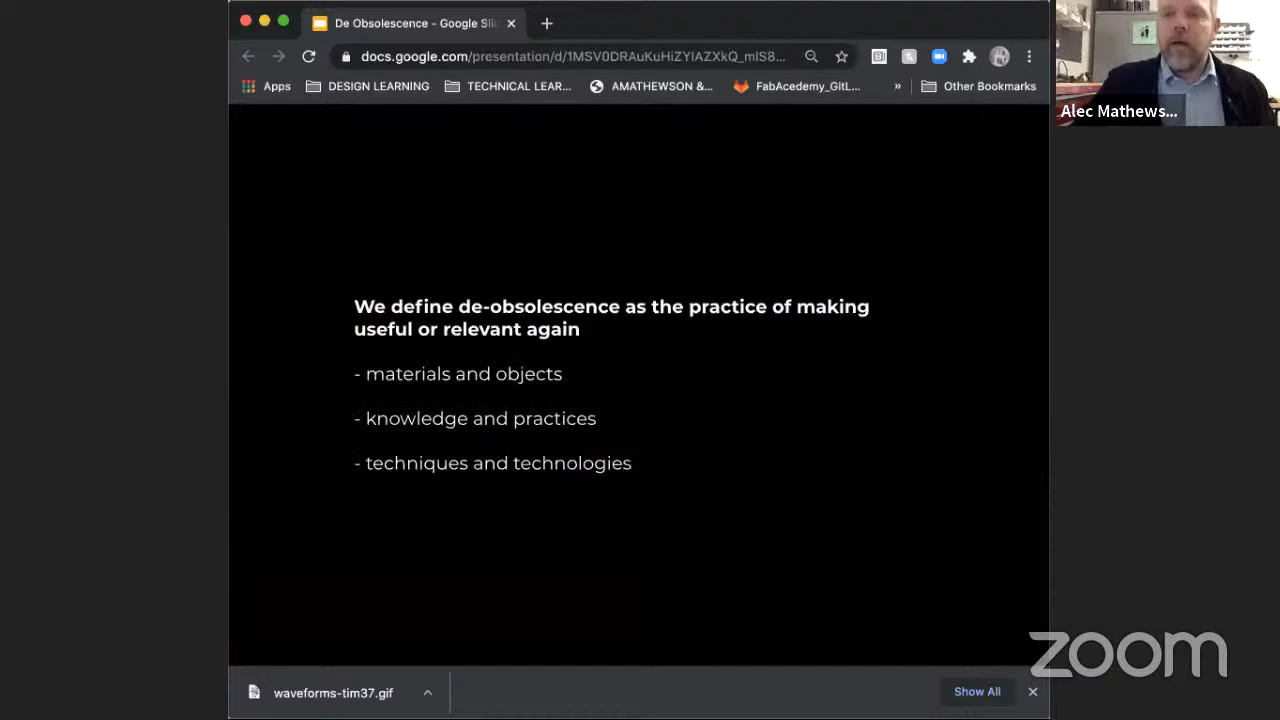 De Obsolescence - Google Slic
docs.google.com/presentation/d/1MSV0DRAuKuHiZYIAZXkQ_mIS8...
Apps
DESIGN LEARNING
TECHNICAL LEAR...
AMATHEWSON &...
FabAcedemy_GitL...
»
Other Bookmarks
Alec Mathews...
We define de-obsolescence as the practice of making
useful or relevant again
- materials and objects
- knowledge and practices
- techniques and technologies
waveforms-tim37.gif
Show All
zoom